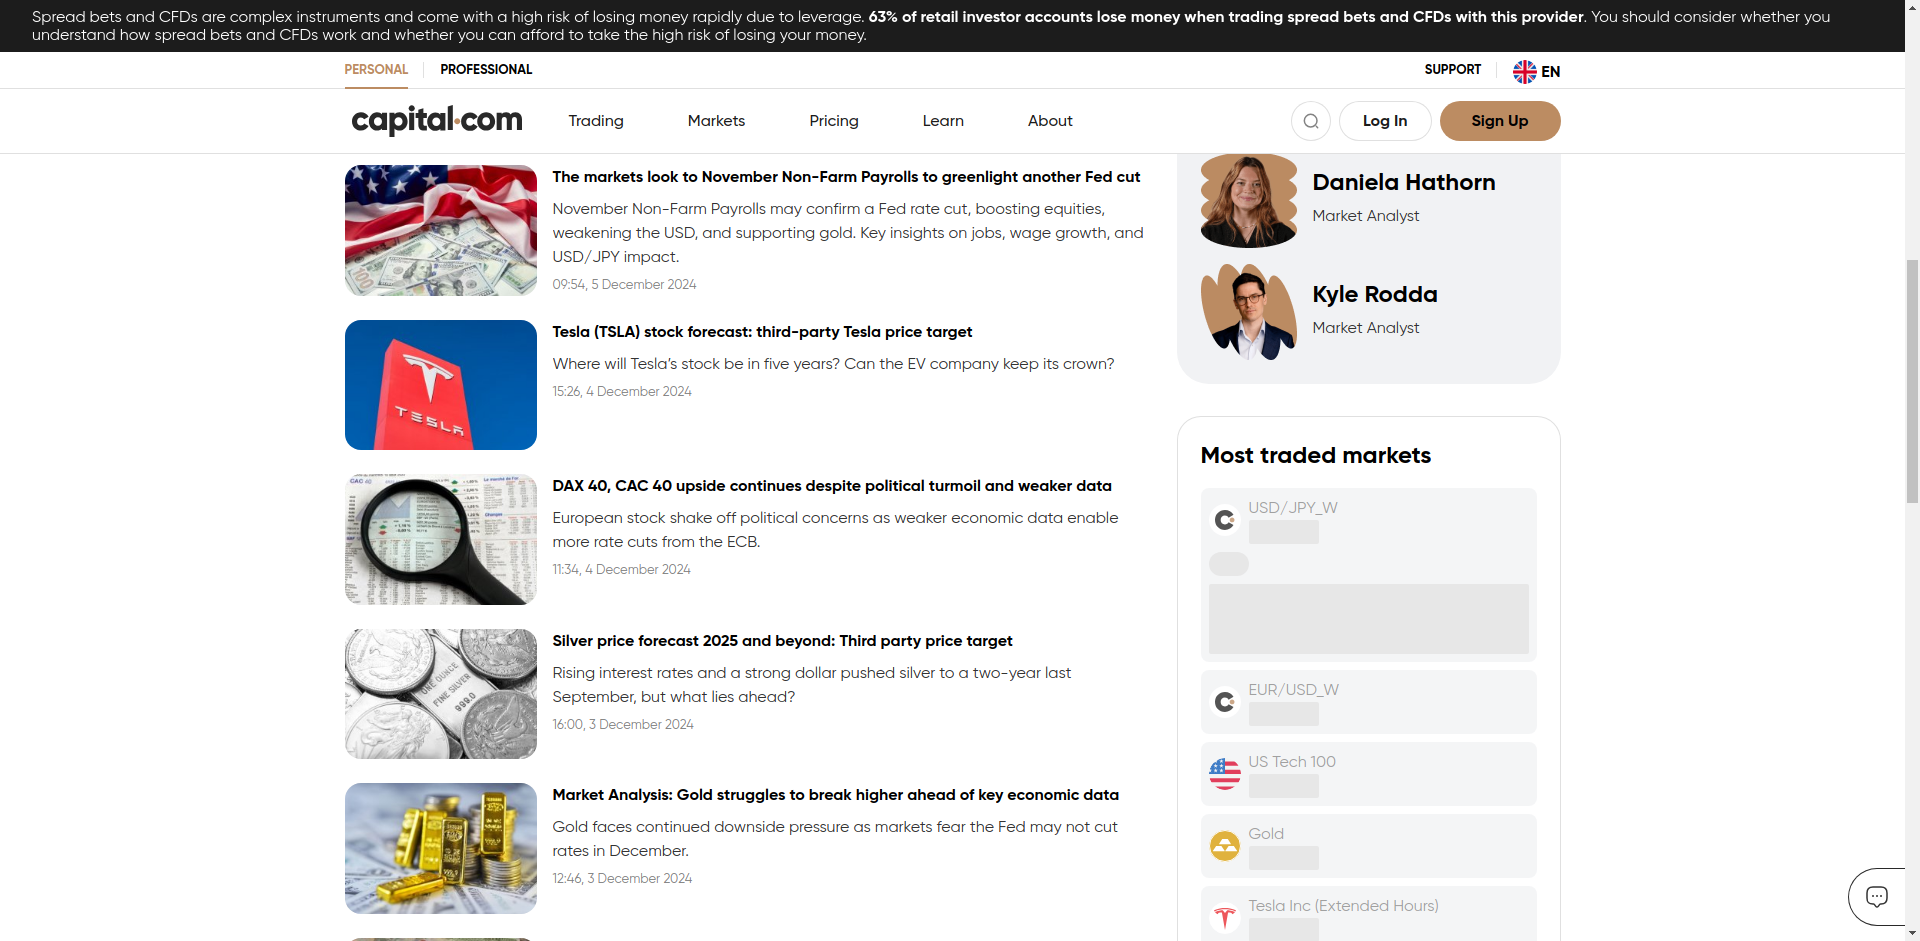 Spread bets and CFDs are complex instruments and come with a high risk of losing money rapidly due to leverage. 63% of retail investor accounts lose money when trading spread bets and CFDs with this provider. You should consider whether you
understand how spread bets and CFDs work and whether you can afford to take the high risk of losing your money.
PERSONAL
PROFESSIONAL
SUPPORT
EN
capital.com
Trading
Markets
Pricing
Learn
About
Log In
Sign Up
The markets look to November Non-Farm Payrolls to greenlight another Fed cut
November Non-Farm Payrolls may confirm a Fed rate cut, boosting equities,
weakening the USD, and supporting gold. Key insights on jobs, wage growth, and
USD/JPY impact.
09:54, 5 December 2024
TESLA
Tesla (TSLA) stock forecast: third-party Tesla price target
Where will Tesla’s stock be in five years? Can the EV company keep its crown?
15:26, 4 December 2024
CAC 40
DAX 40, CAC 40 upside continues despite political turmoil and weaker data
European stock shake off political concerns as weaker economic data enable
more rate cuts from the ECB.
11:34, 4 December 2024
ONE OUNCE
FINE SILVER
999.0
Silver price forecast 2025 and beyond: Third party price target
Rising interest rates and a strong dollar pushed silver to a two-year last
September, but what lies ahead?
16:00, 3 December 2024
Market Analysis: Gold struggles to break higher ahead of key economic data
Gold faces continued downside pressure as markets fear the Fed may not cut
rates in December.
12:46, 3 December 2024
Daniela Hathorn
Market Analyst
Kyle Rodda
Market Analyst
Most traded markets
USD/JPY_W
EUR/USD_W
US Tech 100
Gold
Tesla Inc (Extended Hours)